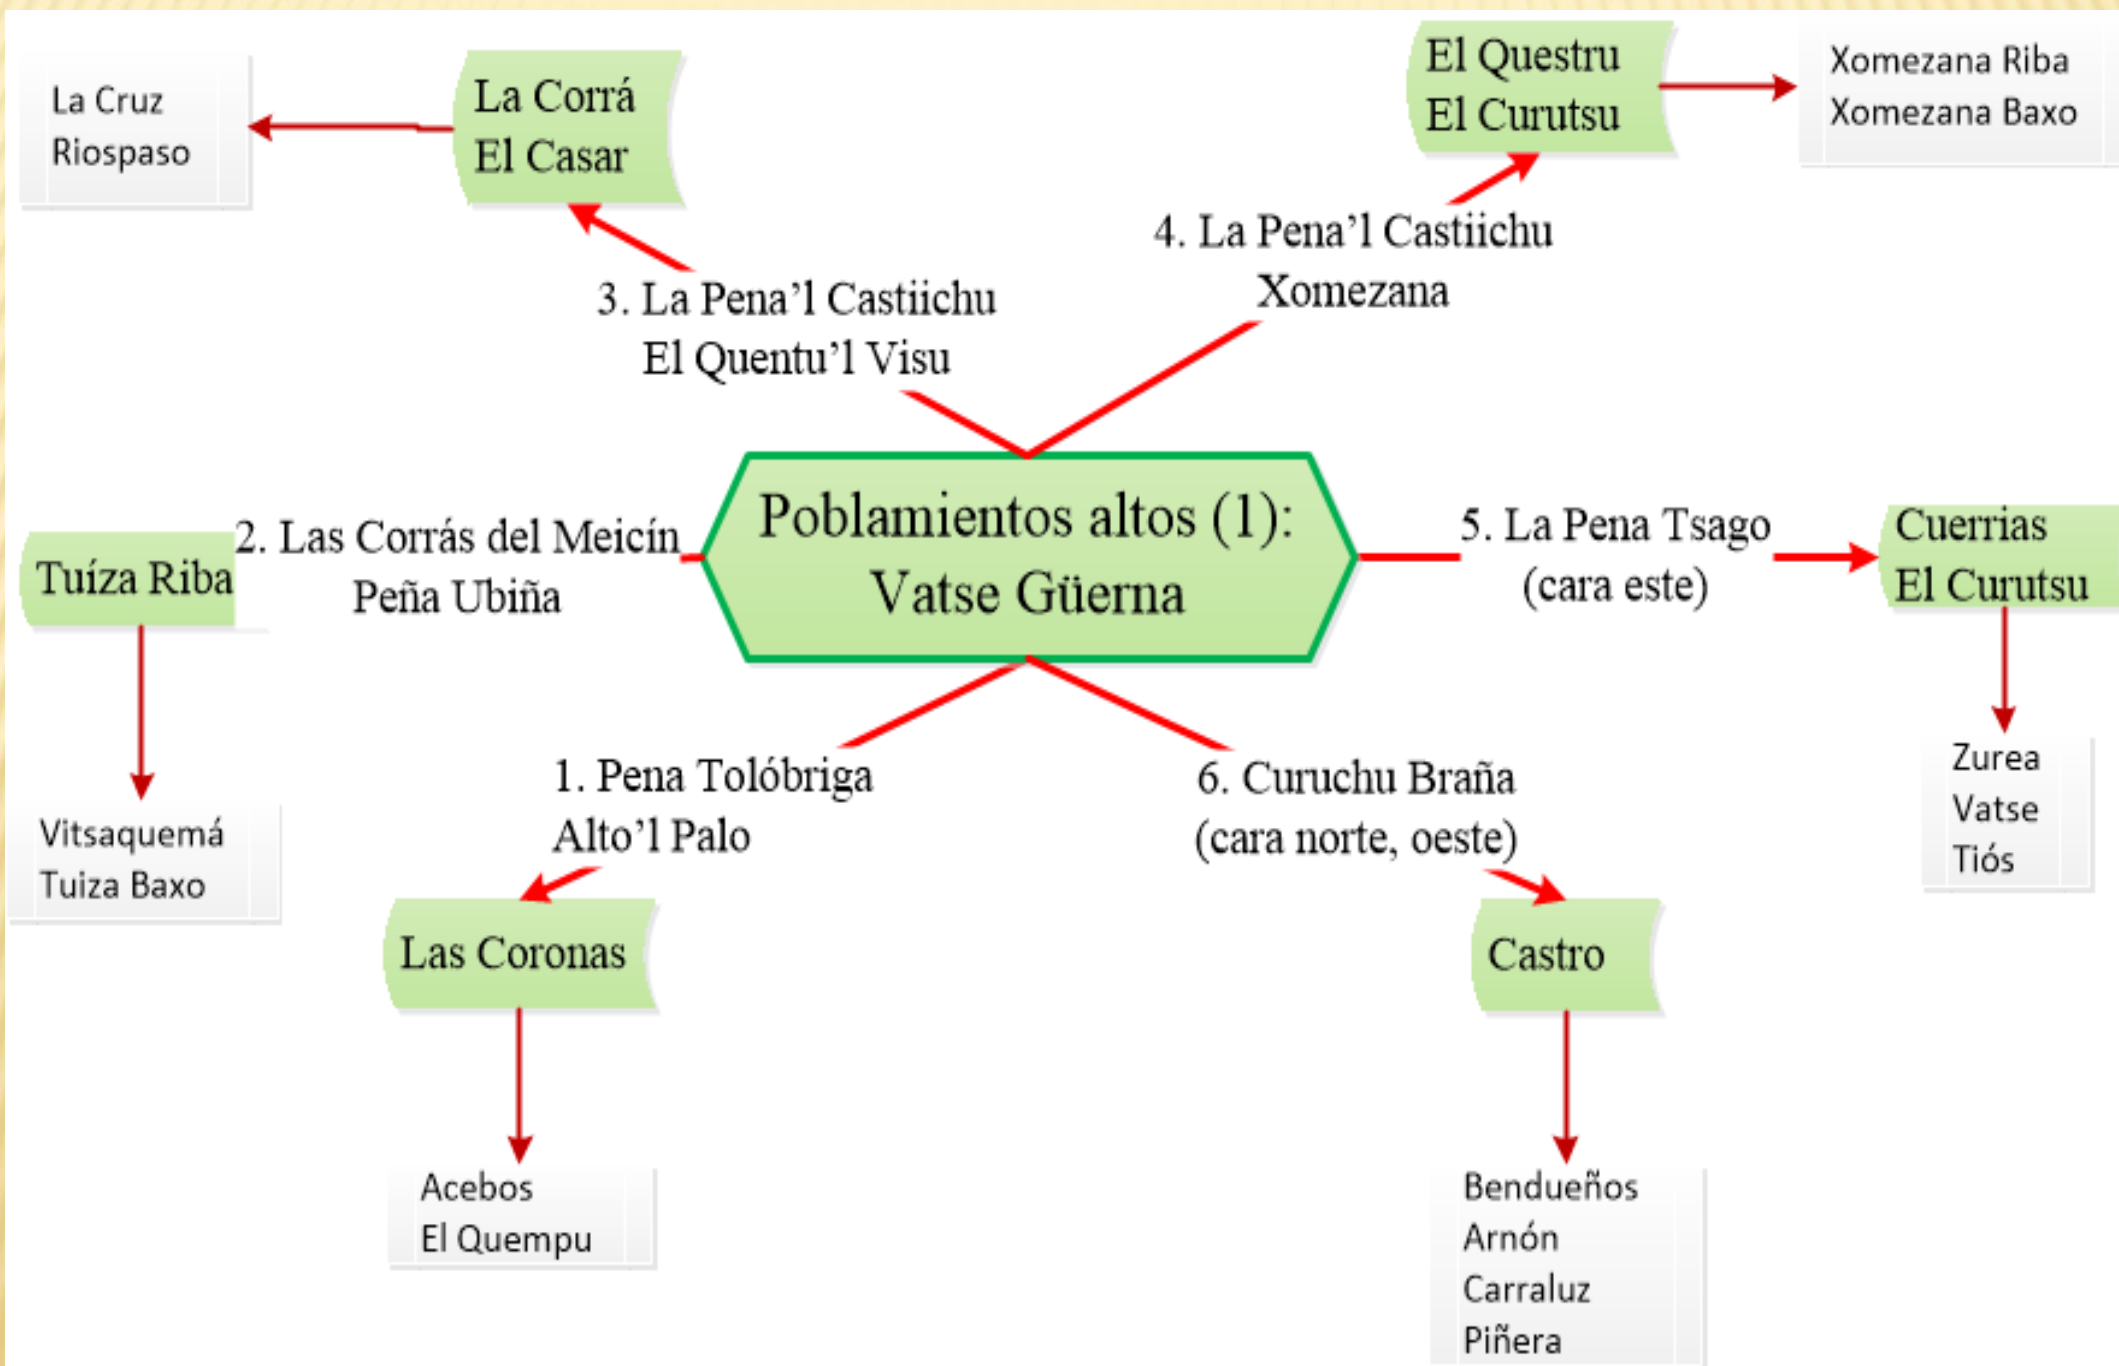 La Cruz
Riospaso
La Corrá
El Casar
El Questru
El Curutsu
Xomezana Riba
Xomezana Baxo
3. La Pena’l Castiichu
El Quentu’l Visu
4. La Pena’l Castiichu
Xomezana
Poblamientos altos (1):
Vatse Güerna
2. Las Corrás del Meicín
Peña Ubiña
Tuíza Riba
Vitsaquemá
Tuiza Baxo
5. La Pena Tsago
(cara este)
Cuerrias
El Curutsu
Zurea
Vatse
Tiós
1. Pena Tolóbriga
Alto’l Palo
Las Coronas
Acebos
El Quempu
6. Curuchu Braña
(cara norte, oeste)
Castro
Bendueños
Arnón
Carraluz
Piñera